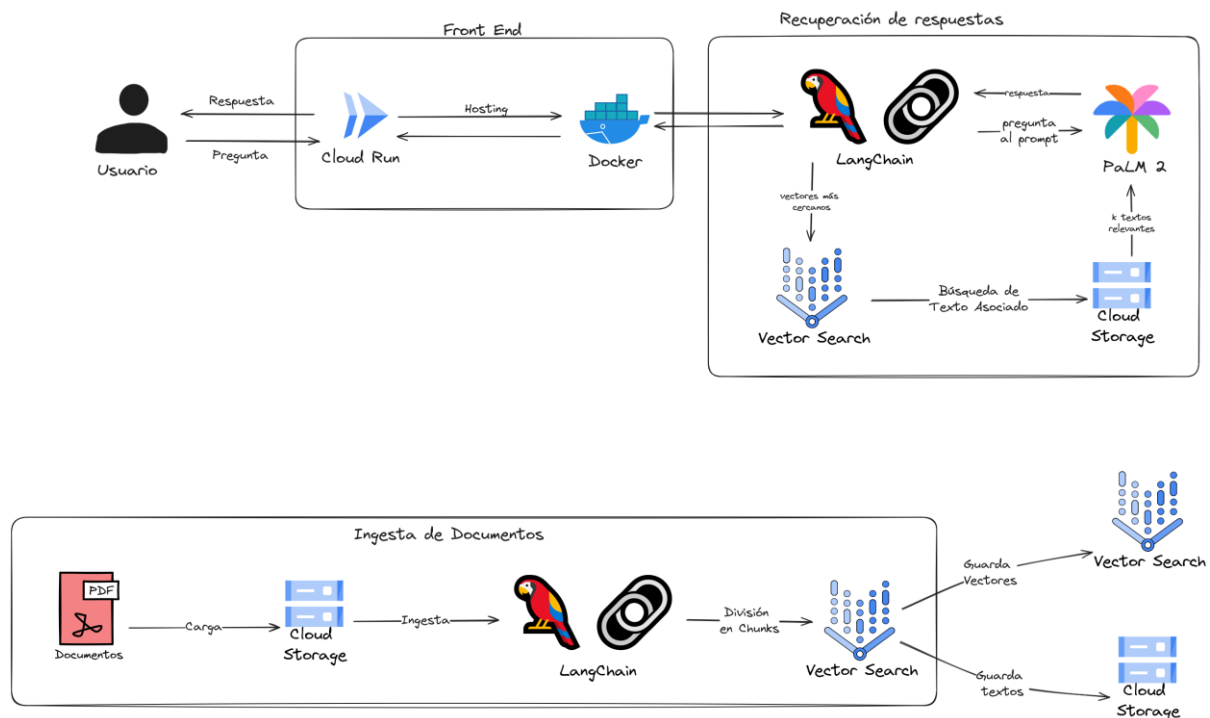 Recuperación de respuestas
Front End
Respuesta
Pregunta
Usuario
Cloud Run
Hosting
Docker
LangChain
respuesta
pregunta
al prompt
PaLM 2
vectores más
cercanos
k textos
relevantes
Vector Search
Búsqueda de
Texto Asociado
Cloud
Storage
Ingesta de Documentos
PDF
Documentos
Carga
Cloud
Storage
Ingesta
LangChain
División
en Chunks
Vector Search
Guarda
Vectores
Vector Search
Guarda
textos
Cloud
Storage